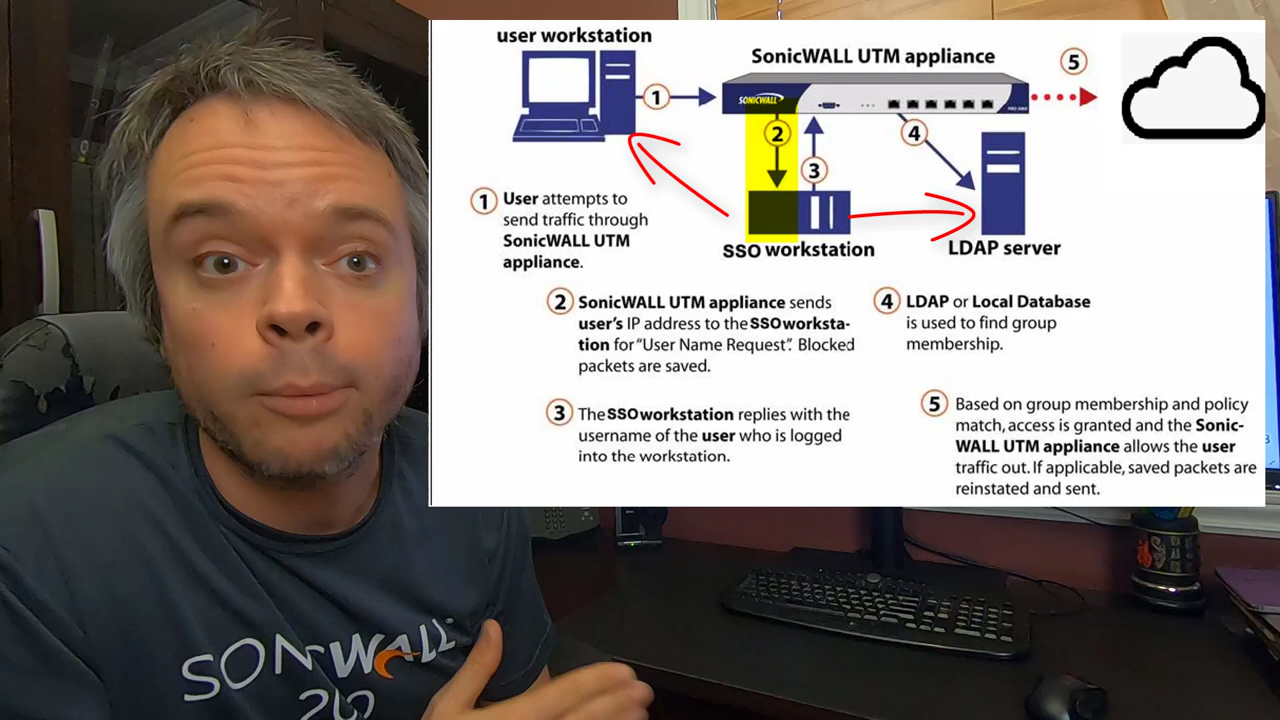 user workstation
SonicWALL UTM appliance
5
1
SONICWALL
PRO 3060
2
4
3
1 User attempts to
send traffic through
SonicWALL UTM
appliance.
SSO workstation
LDAP server
2 SonicWALL UTM appliance sends
user's IP address to the SSO worksta-
tion for "User Name Request". Blocked
packets are saved.
4 LDAP or Local Database
is used to find group
membership.
3 The SSO workstation replies with the
username of the user who is logged
into the workstation.
5 Based on group membership and policy
match, access is granted and the Sonic-
WALL UTM appliance allows the user
traffic out. If applicable, saved packets are
reinstated and sent.
SONICWALL